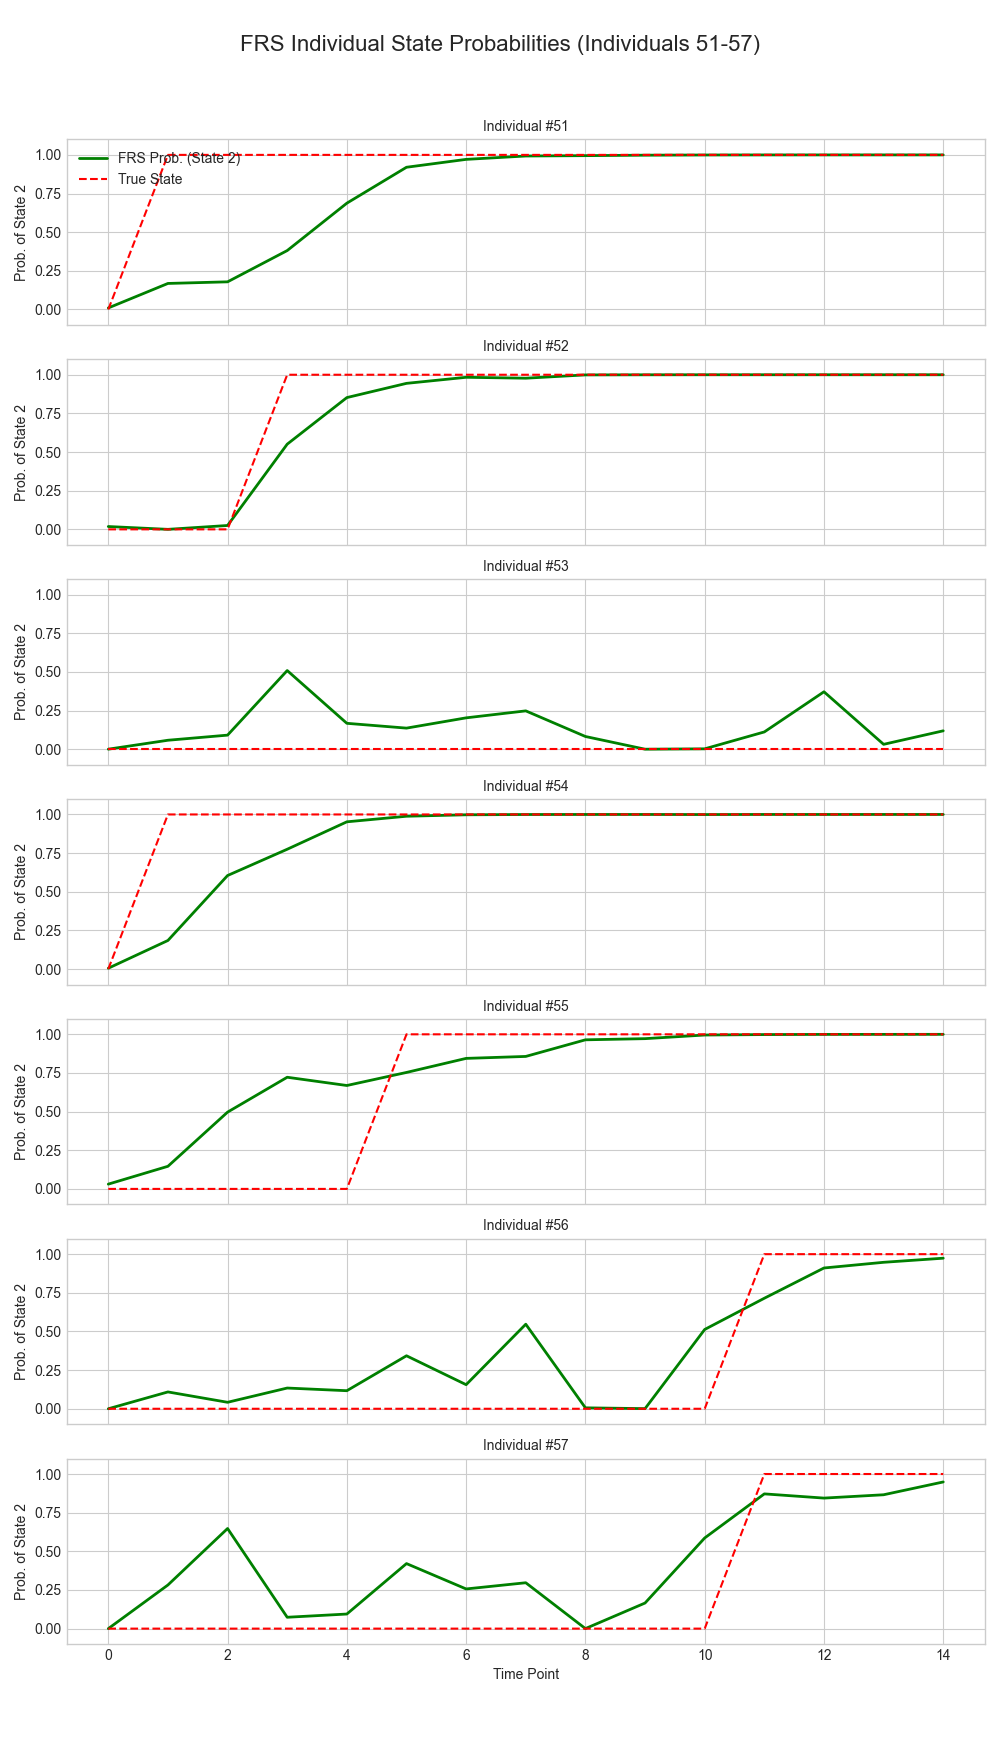 FRS Individual State Probabilities (Individuals 51-57)
Individual #51
FRS Prob. (State 2)
True State
Prob. of State 2
1.00
0.75
0.50
0.25
0.00
Individual #52
Prob. of State 2
1.00
0.75
0.50
0.25
0.00
Individual #53
Prob. of State 2
1.00
0.75
0.50
0.25
0.00
Individual #54
Prob. of State 2
1.00
0.75
0.50
0.25
0.00
Individual #55
Prob. of State 2
1.00
0.75
0.50
0.25
0.00
Individual #56
Prob. of State 2
1.00
0.75
0.50
0.25
0.00
Individual #57
Prob. of State 2
1.00
0.75
0.50
0.25
0.00
0 2 4 6 8 10 12 14
Time Point